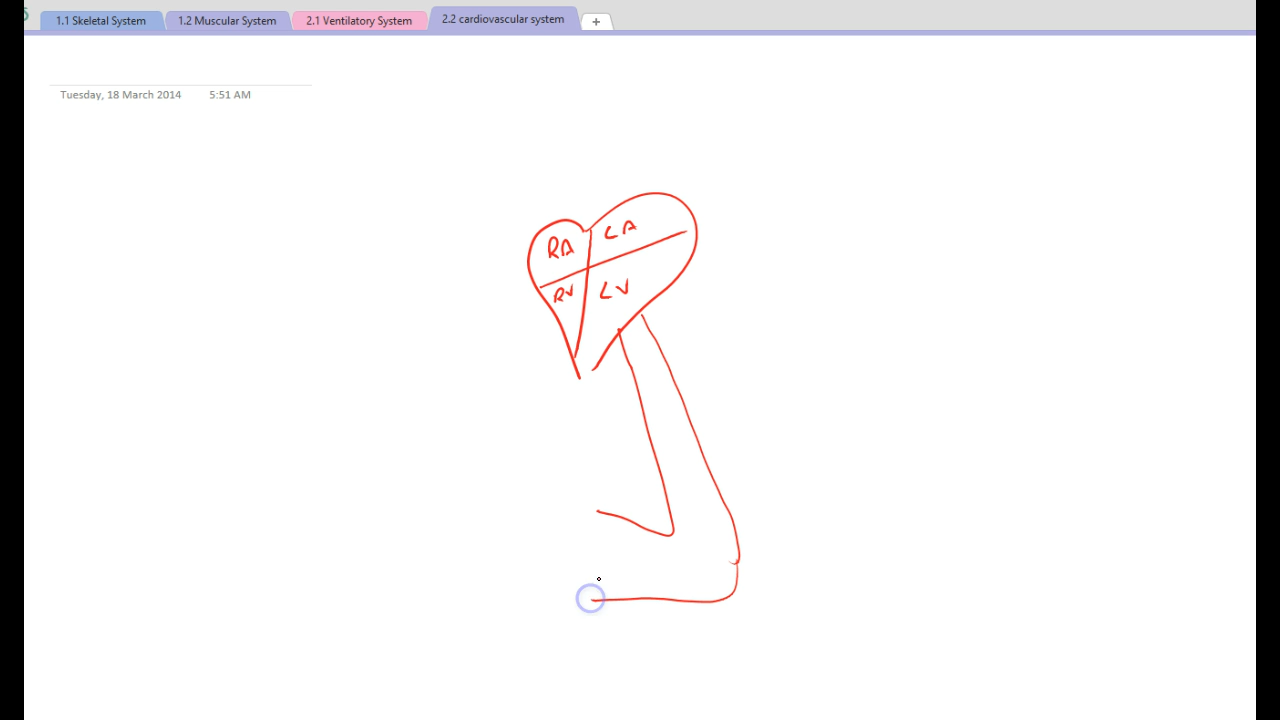 1.1 Skeletal System
1.2 Muscular System
2.1 Ventilatory System
2.2 cardiovascular system
+
Tuesday, 18 March 2014 5:51 AM
RA LA
RV LV